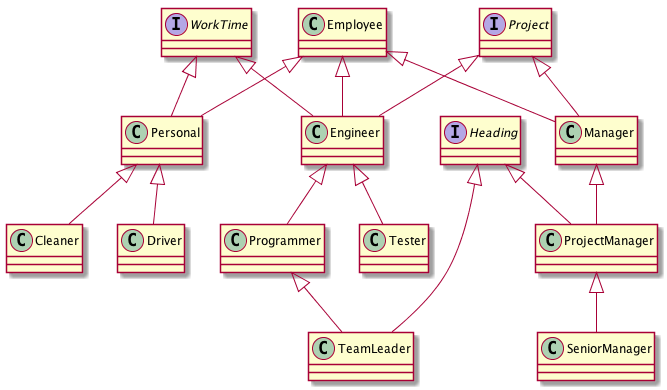 I WorkTime
C Employee
I Project
C Personal
C Engineer
I Heading
C Manager
C Cleaner
C Driver
C Programmer
C Tester
C ProjectManager
C TeamLeader
C SeniorManager